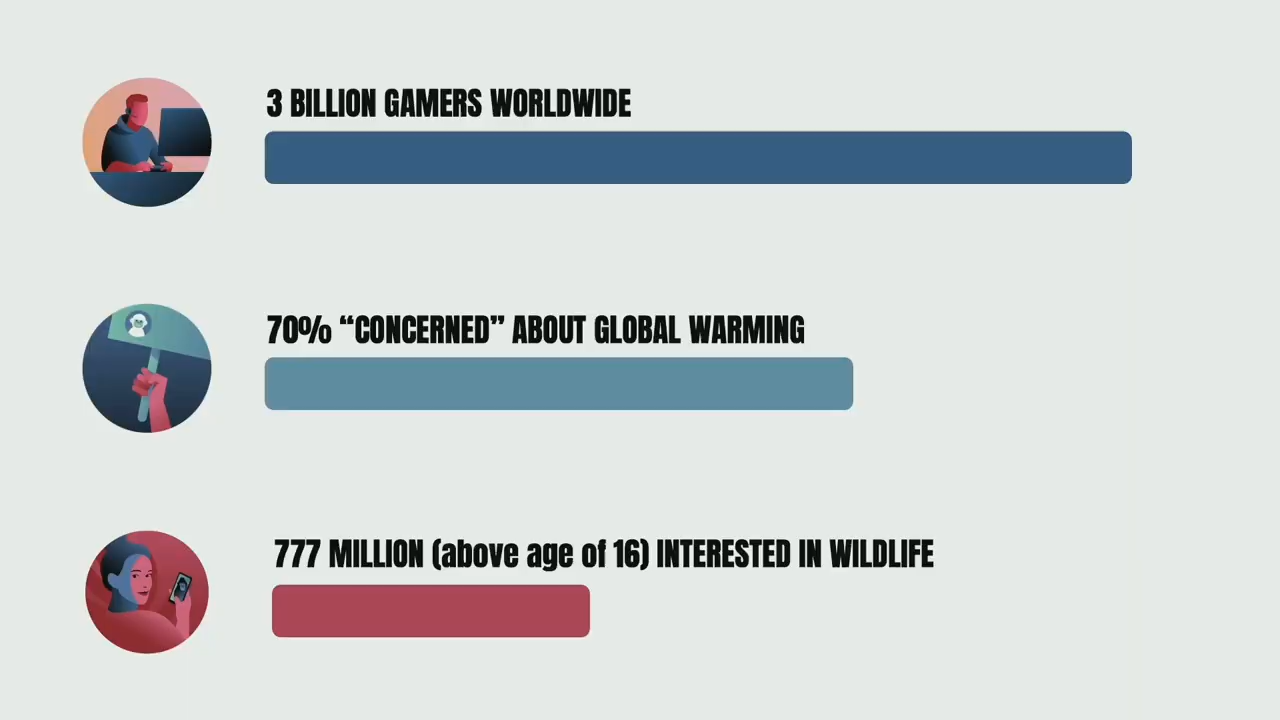 3 BILLION GAMERS WORLDWIDE
70% “CONCERNED” ABOUT GLOBAL WARMING
777 MILLION (above age of 16) INTERESTED IN WILDLIFE